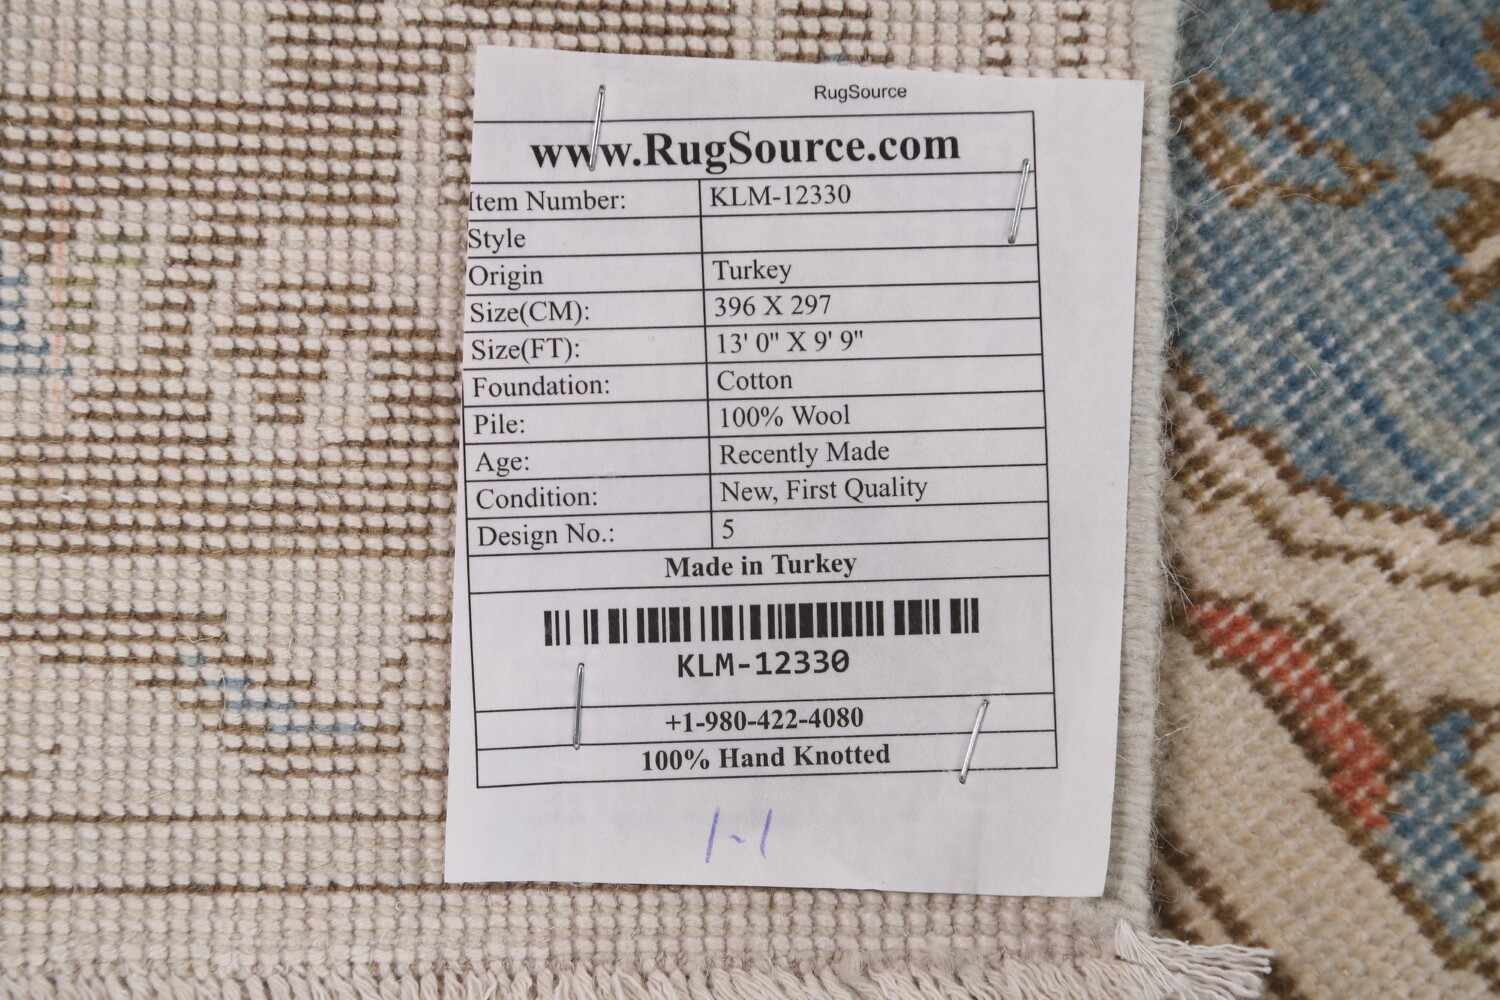 RugSource
www.RugSource.com
Item Number: KLM-12330
Style
Origin Turkey
Size(CM): 396 X 297
Size(FT): 13' 0" X 9' 9"
Foundation: Cotton
Pile: 100% Wool
Age: Recently Made
Condition: New, First Quality
Design No.: 5
Made in Turkey
KLM-12330
+1-980-422-4080
100% Hand Knotted
1-1